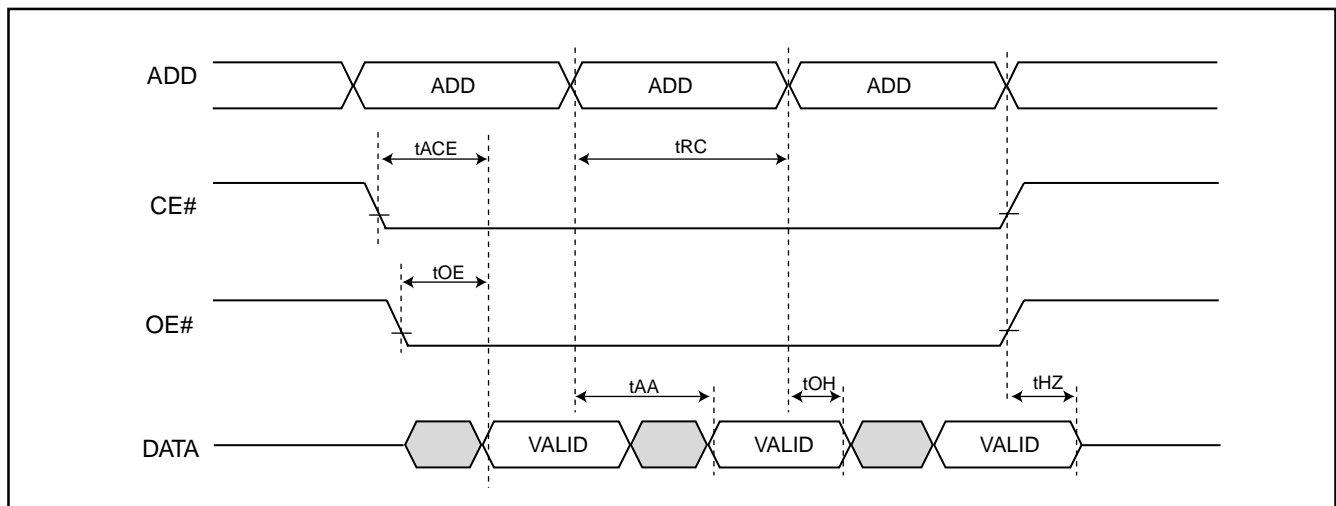 ADD ADD ADD ADD
tACE tRC
CE#
tOE
OE#
tAA tOH tHZ
DATA VALID VALID VALID